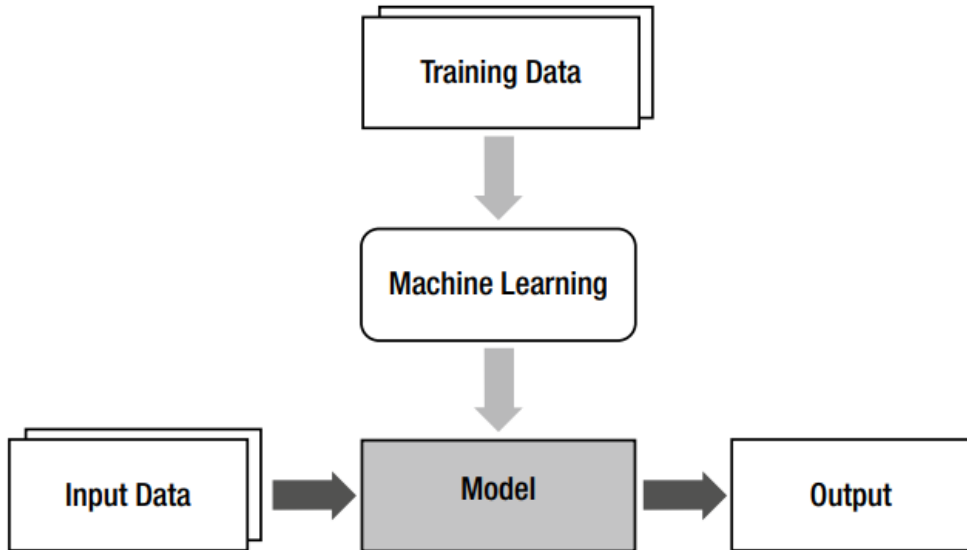 Training Data
Machine Learning
Input Data
Model
Output